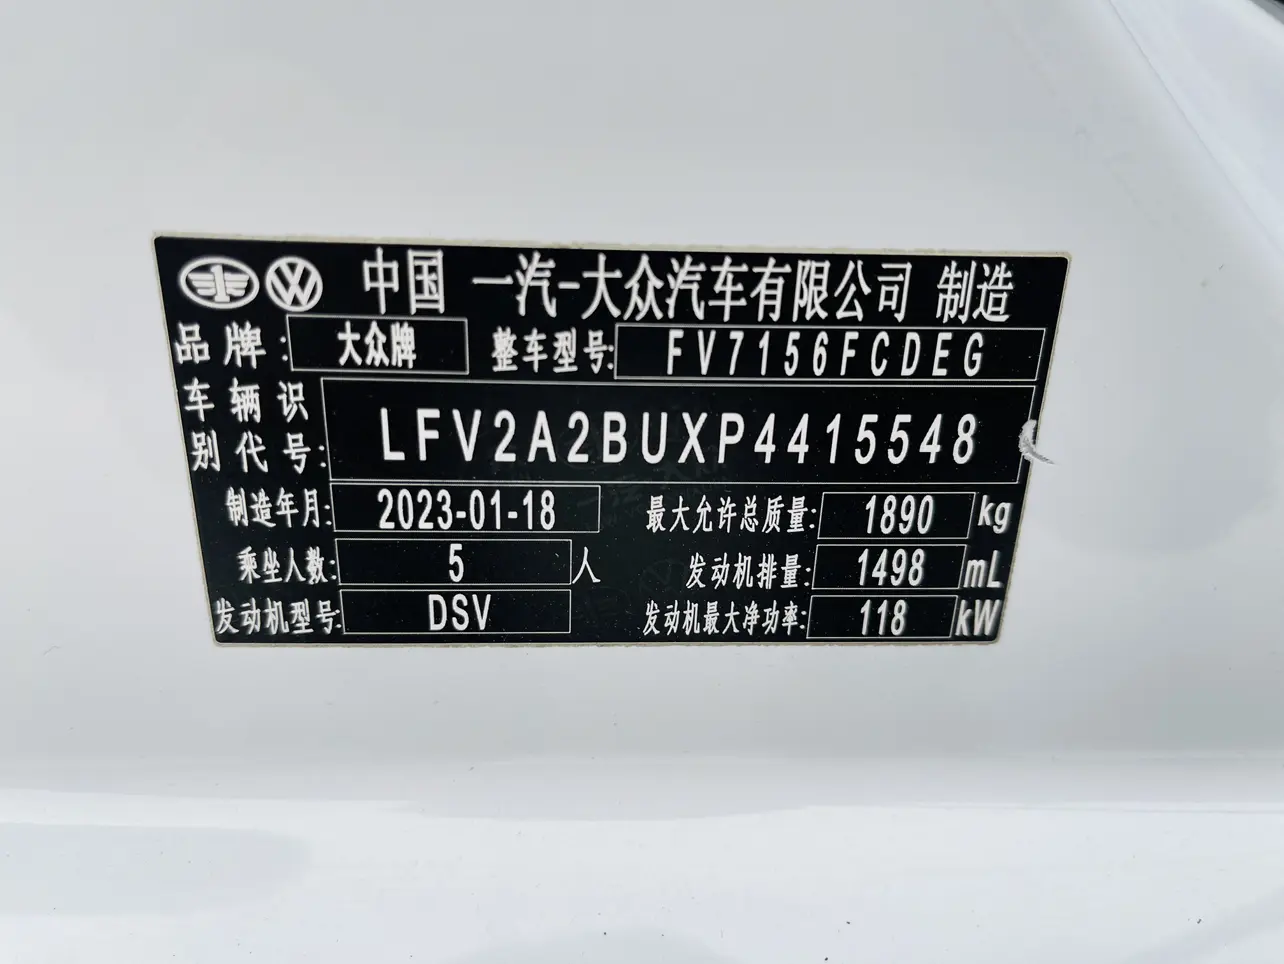 中国 一汽-大众汽车有限公司 制造
品牌: 大众牌 整车型号: FV7156FCDEG
车辆识别代号: LFV2A2BUXP4415548
制造年月: 2023-01-18 最大允许总质量: 1890 kg
乘坐人数: 5 人 发动机排量: 1498 mL
发动机型号: DSV 发动机最大净功率: 118 kW